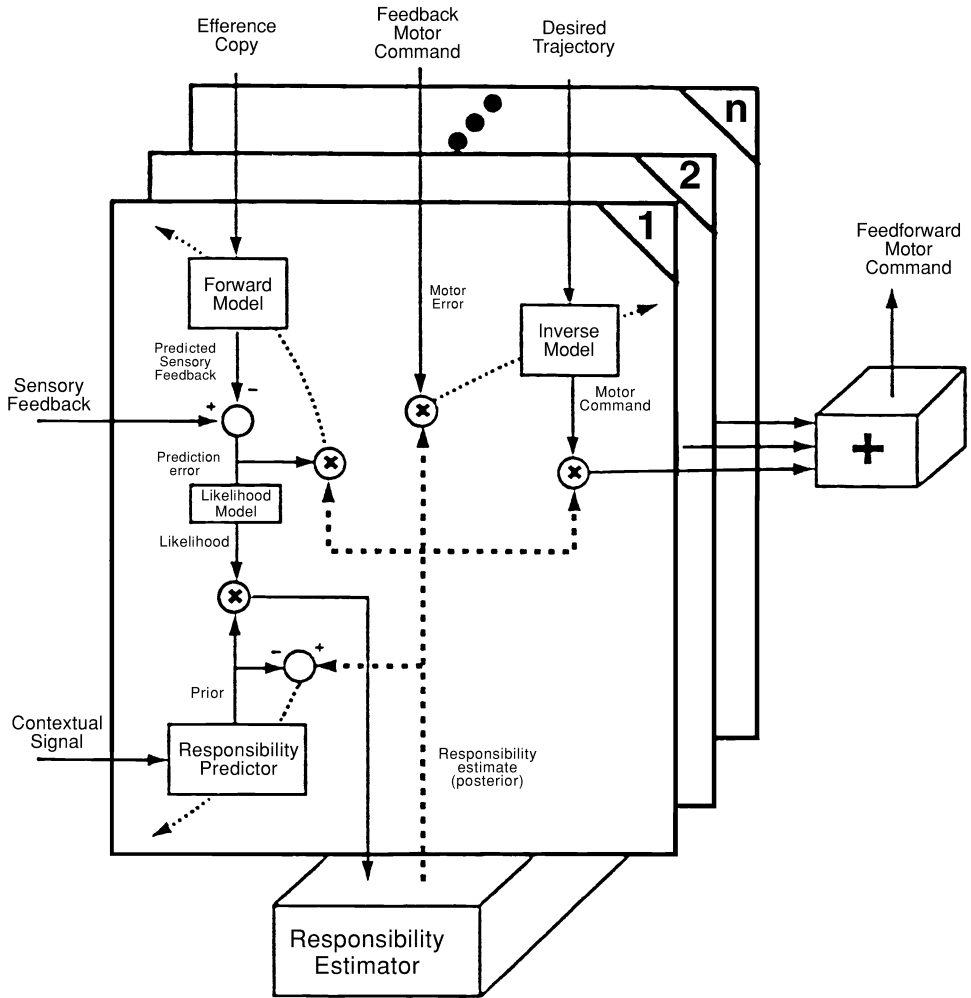 Efference
Copy
Feedback
Motor
Command
Desired
Trajectory
n
2
1
Feedforward
Motor
Command
Forward
Model
Motor
Error
Inverse
Model
Predicted
Sensory
Feedback
−
+
Sensory
Feedback
×
Motor
Command
+
Prediction
error
×
×
Likelihood
Model
Likelihood
×
−
+
Prior
Contextual
Signal
Responsibility
Predictor
Responsibility
estimate
(posterior)
Responsibility
Estimator